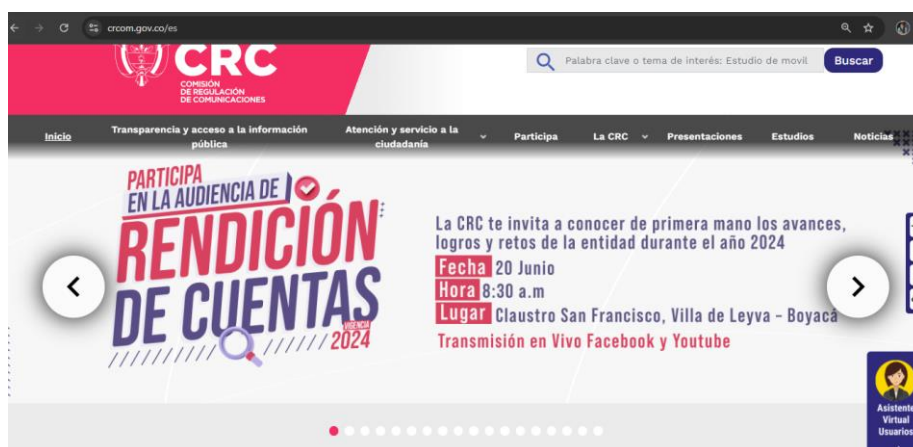 crcom.gov.co/es
CRC
COMISIÓN
DE REGULACIÓN
DE COMUNICACIONES
Palabra clave o tema de interés: Estudio de movil
Buscar
Inicio
Transparencia y acceso a la información
pública
Atención y servicio a la
ciudadanía
Participa
La CRC
Presentaciones
Estudios
Noticias
PARTICIPA
EN LA AUDIENCIA DE
RENDICIÓN
DE CUENTAS
VIGENCIA
2024
La CRC te invita a conocer de primera mano los avances,
logros y retos de la entidad durante el año 2024
Fecha 20 Junio
Hora 8:30 a.m
Lugar Claustro San Francisco, Villa de Leyva - Boyacá
Transmisión en Vivo Facebook y Youtube
Asistente
Virtual
Usuarios